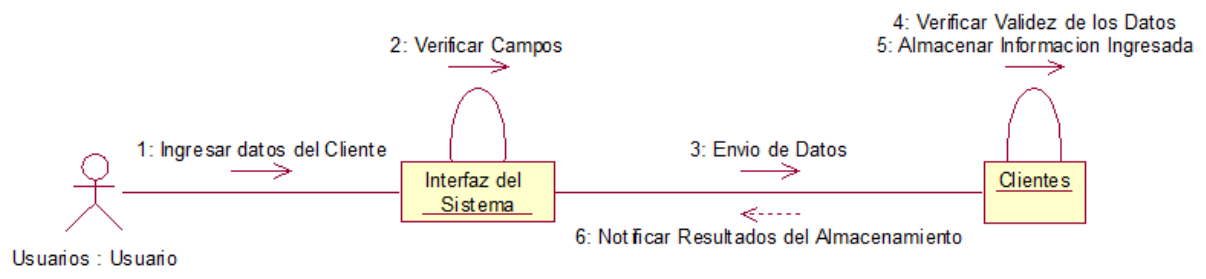 4: Verificar Validez de los Datos
2: Verificar Campos
5: Almacenar Informacion Ingresada
1: Ingresar datos del Cliente
3: Envio de Datos
Interfaz del
Sistema
Clientes
6: Notificar Resultados del Almacenamiento
Usuarios : Usuario